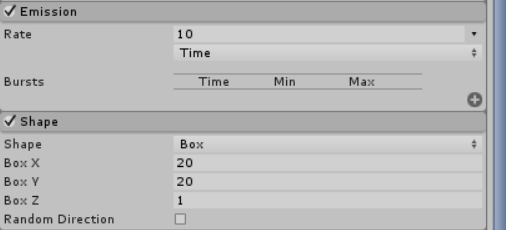 Emission
Rate 10
Time
Bursts Time Min Max
Shape
Shape Box
Box X 20
Box Y 20
Box Z 1
Random Direction